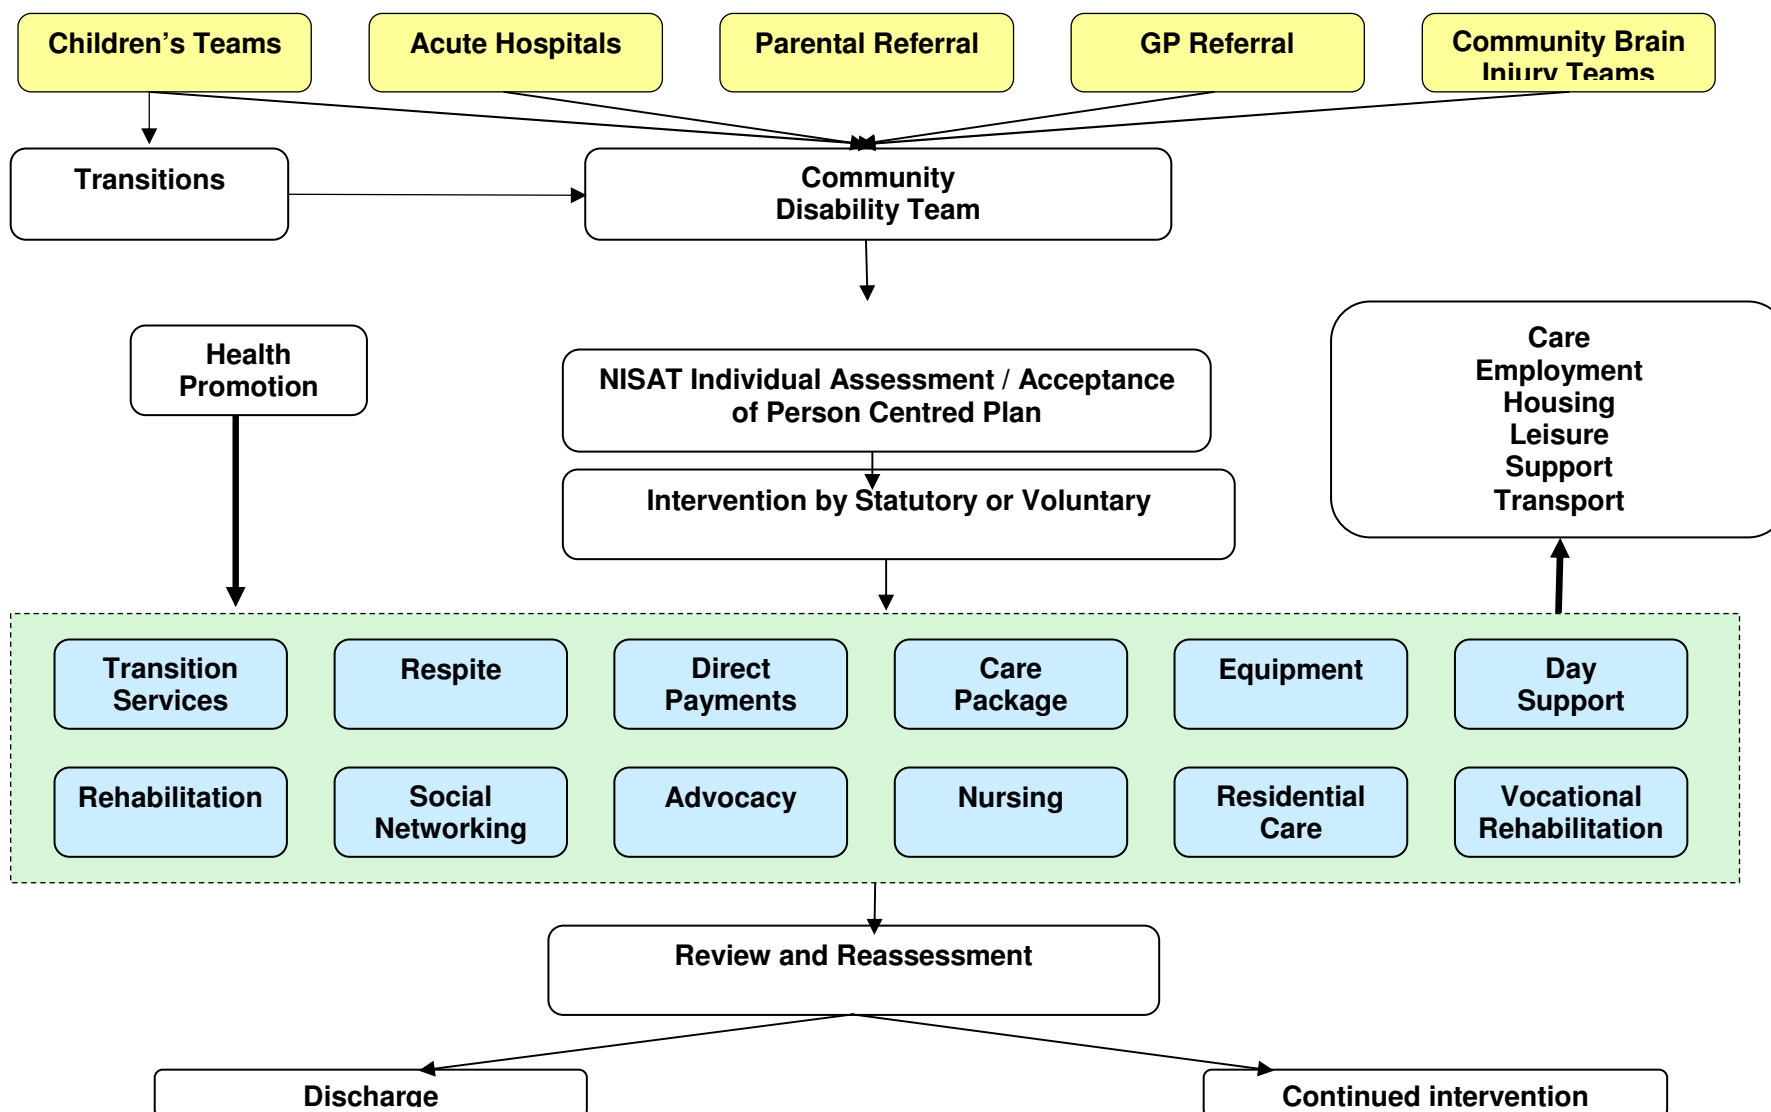 Children's Teams
Acute Hospitals
Parental Referral
GP Referral
Community Brain
Injury Teams
Transitions
Community
Disability Team
Health
Promotion
NISAT Individual Assessment / Acceptance
of Person Centred Plan
Care
Employment
Housing
Leisure
Support
Transport
Intervention by Statutory or Voluntary
Transition
Services
Respite
Direct
Payments
Care
Package
Equipment
Day
Support
Rehabilitation
Social
Networking
Advocacy
Nursing
Residential
Care
Vocational
Rehabilitation
Review and Reassessment
Discharge
Continued intervention